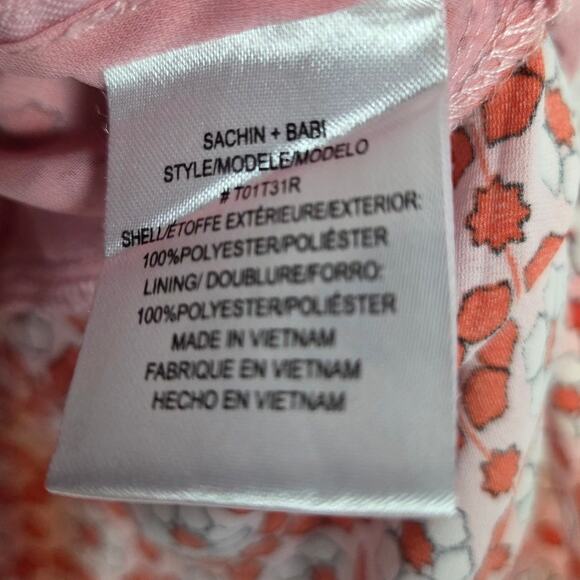 SACHIN + BABI
STYLE/MODELE/MODELO
# T01T31R
SHELL/ÉTOFFE EXTÉRIEURE/EXTERIOR:
100%POLYESTER/POLIÉSTER
LINING/ DOUBLURE/FORRO:
100%POLYESTER/POLIÉSTER
MADE IN VIETNAM
FABRIQUE EN VIETNAM
HECHO EN VIETNAM